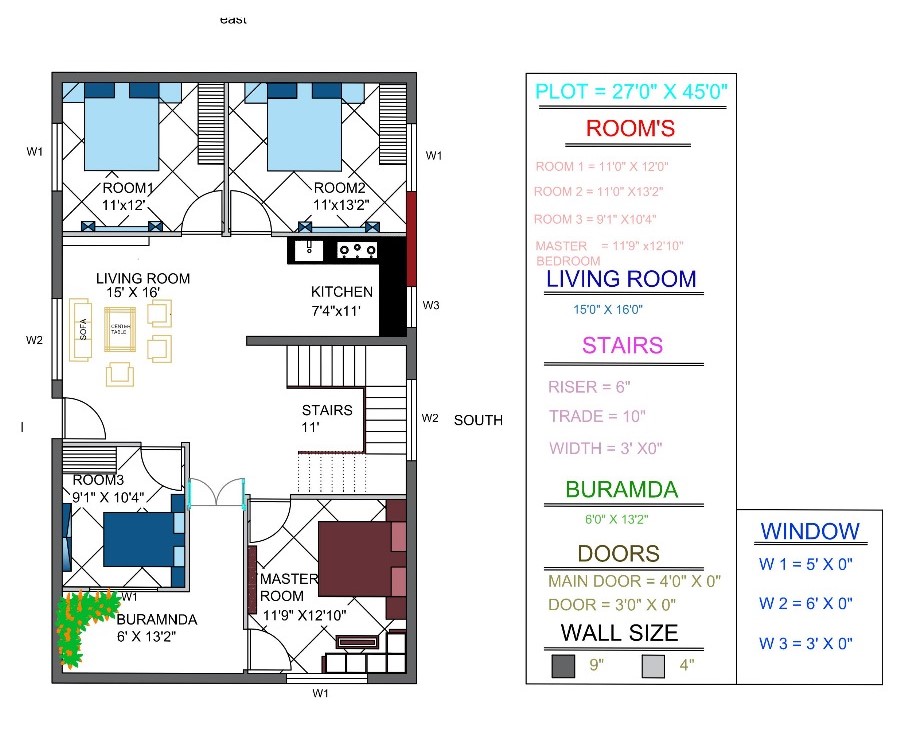 east
W1
ROOM1
11'x12'
ROOM2
11'x13'2"
W1
LIVING ROOM
15' X 16'
KITCHEN
7'4"x11'
W3
SOFA
CENTER
TABLE
W2
STAIRS
11'
W2
SOUTH
ROOM3
9'1" X 10'4"
W1
BURAMNDA
6' X 13'2"
MASTER
ROOM
11'9" X12'10"
W1
PLOT = 27'0" X 45'0"
ROOM'S
ROOM 1 = 11'0" X 12'0"
ROOM 2 = 11'0" X13'2"
ROOM 3 = 9'1" X10'4"
MASTER = 11'9" x12'10"
BEDROOM
LIVING ROOM
15'0" X 16'0"
STAIRS
RISER = 6"
TRADE = 10"
WIDTH = 3' X0"
BURAMDA
6'0" X 13'2"
DOORS
MAIN DOOR = 4'0" X 0"
DOOR = 3'0" X 0"
WALL SIZE
9" 4"
WINDOW
W 1 = 5' X 0"
W 2 = 6' X 0"
W 3 = 3' X 0"